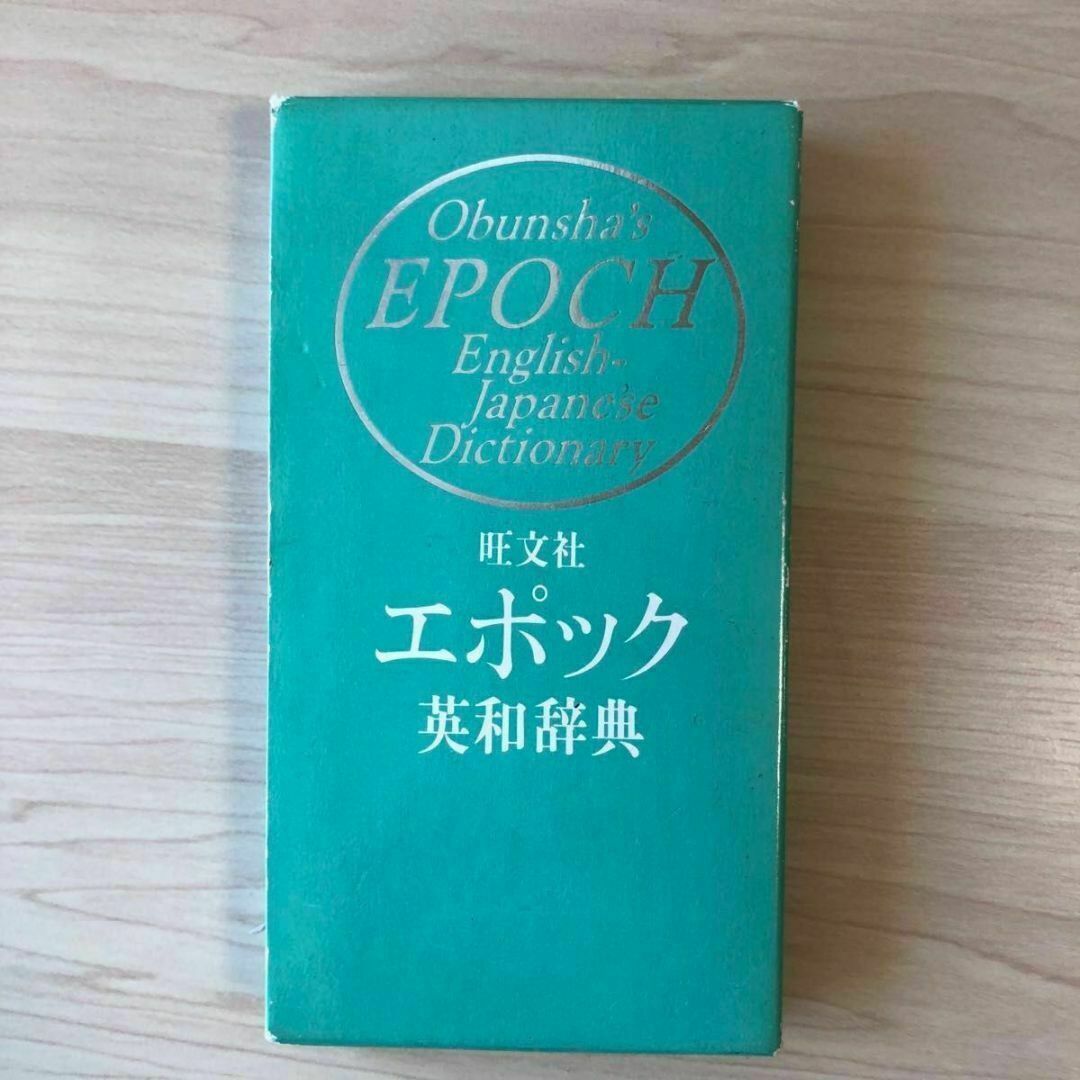 Obunsha's
EPOCH
English-
Japanese
Dictionary
旺文社
エポック
英和辞典